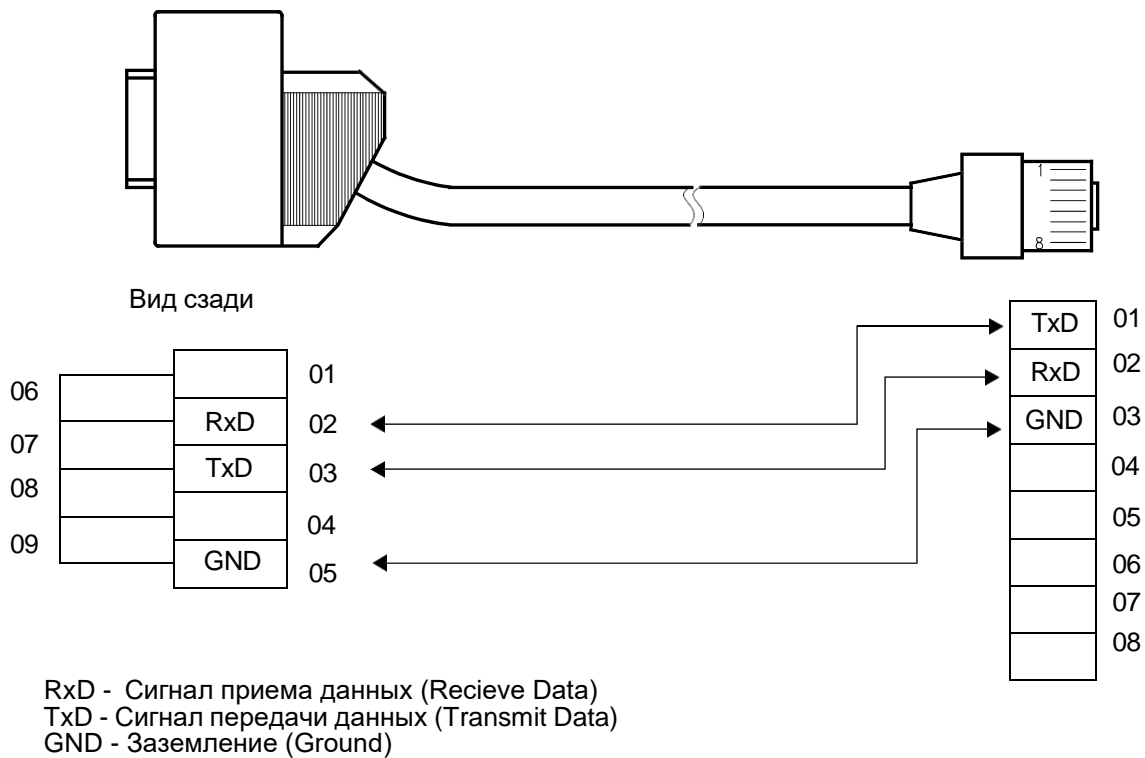 1
8
Вид сзади
06
07
08
09
RxD
TxD
GND
01
02
03
04
05
TxD
RxD
GND
01
02
03
04
05
06
07
08
RxD - Сигнал приема данных (Recieve Data)
TxD - Сигнал передачи данных (Transmit Data)
GND - Заземление (Ground)